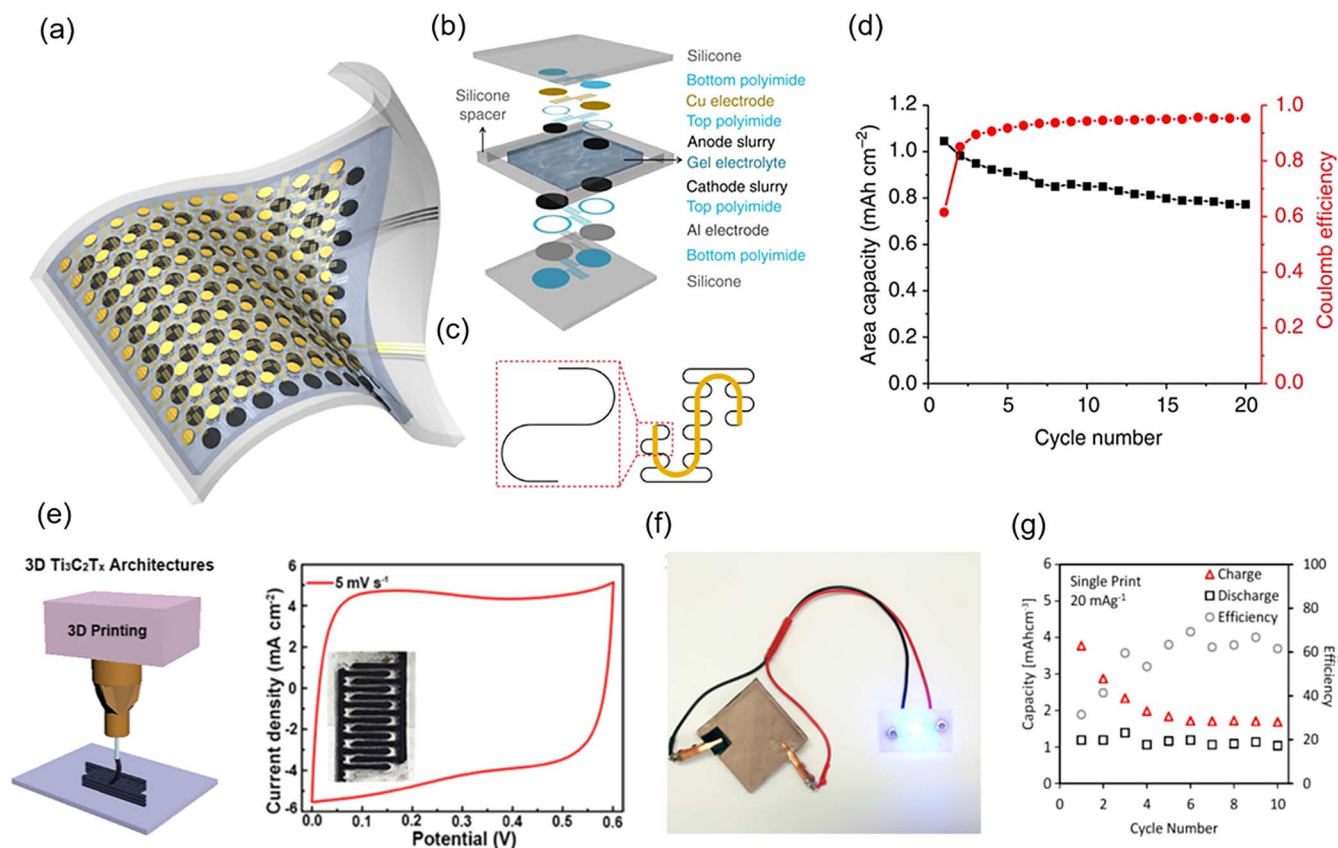 (a)
(b)
Silicone
Bottom polyimide
Cu electrode
Top polyimide
Anode slurry
Gel electrolyte
Cathode slurry
Top polyimide
Al electrode
Bottom polyimide
Silicone
Silicone
spacer
(c)
(d)
Area capacity (mAh cm⁻²)
1.2
1.0
0.8
0.6
0.4
0.2
0.0
0
5
10
15
20
Cycle number
1.0
0.8
0.6
0.4
0.2
0.0
Coulomb efficiency
(e)
3D Ti₃C₂Tₓ Architectures
3D Printing
Current density (mA cm⁻²)
6
4
2
0
-2
-4
-6
5 mV s⁻¹
0.0
0.1
0.2
0.3
0.4
0.5
0.6
Potential (V)
(f)
(g)
Capacity [mAhcm⁻³]
6
5
4
3
2
1
0
Single Print
20 mAg⁻¹
Charge
Discharge
Efficiency
100
80
60
40
20
0
Efficiency
0
2
4
6
8
10
Cycle Number